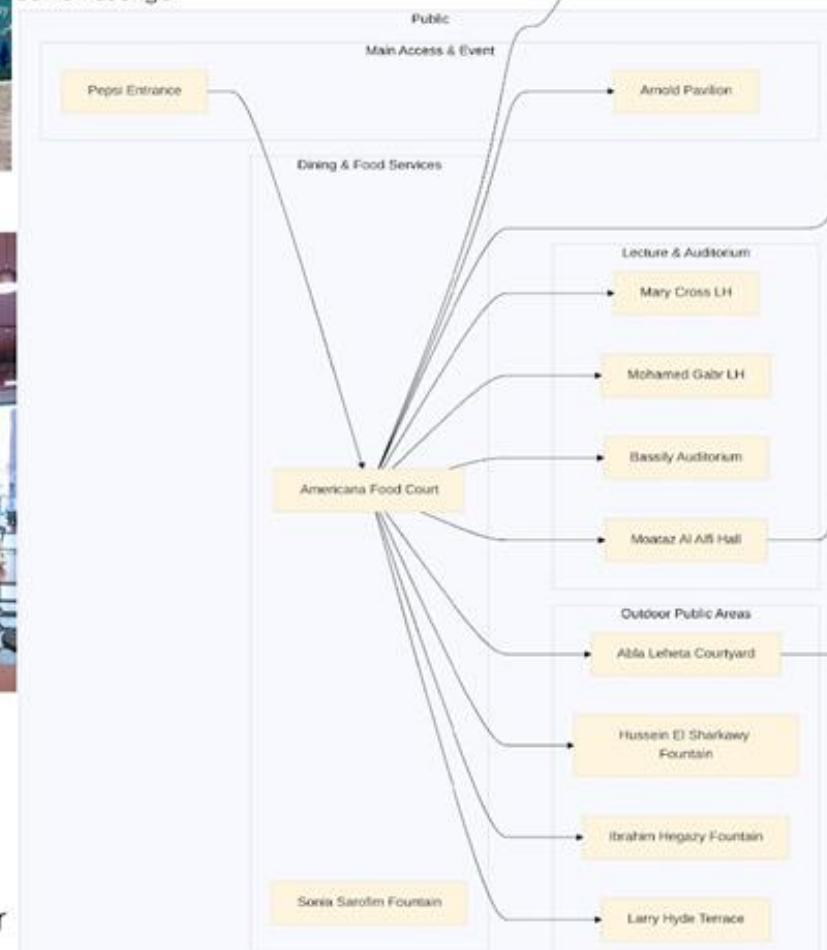 Public
Main Access & Event
Pepsi Entrance
Arnold Pavilion
Dining & Food Services
Lecture & Auditorium
Mary Cross LH
Mohamed Gabr LH
Bassily Auditorium
Americana Food Court
Moataz Al Alfi Hall
Outdoor Public Areas
Abla Leheta Courtyard
Hussein El Sharkawy
Fountain
Ibrahim Hegazy Fountain
Sonia Sarofim Fountain
Larry Hyde Terrace